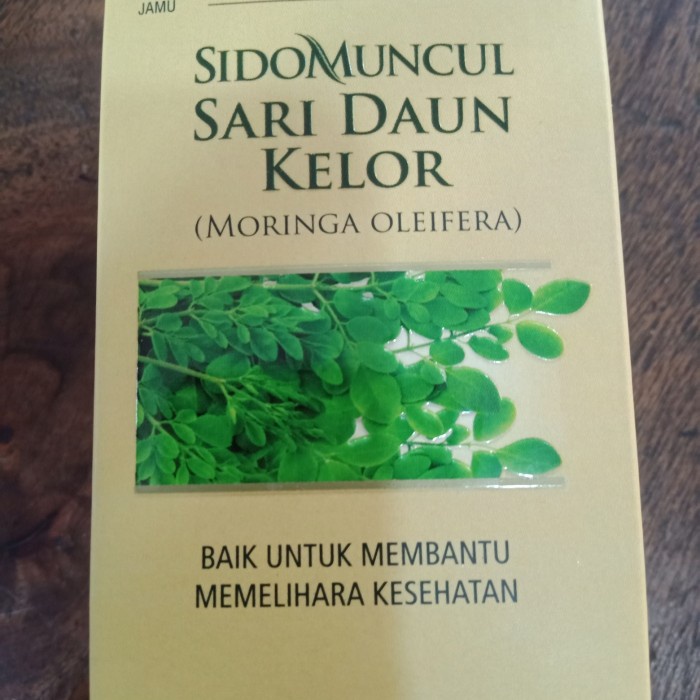 JAMU
SIDOMUNCUL
SARI DAUN
KELOR
(MORINGA OLEIFERA)
BAIK UNTUK MEMBANTU
MEMELIHARA KESEHATAN